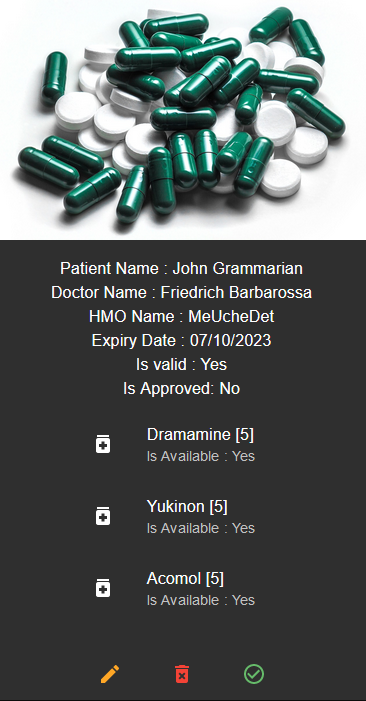 Patient Name : John Grammarian
Doctor Name : Friedrich Barbarossa
HMO Name : MeUcheDet
Expiry Date : 07/10/2023
Is valid : Yes
Is Approved: No
Dramamine [5]
Is Available : Yes
Yukinon [5]
Is Available : Yes
Acomol [5]
Is Available : Yes